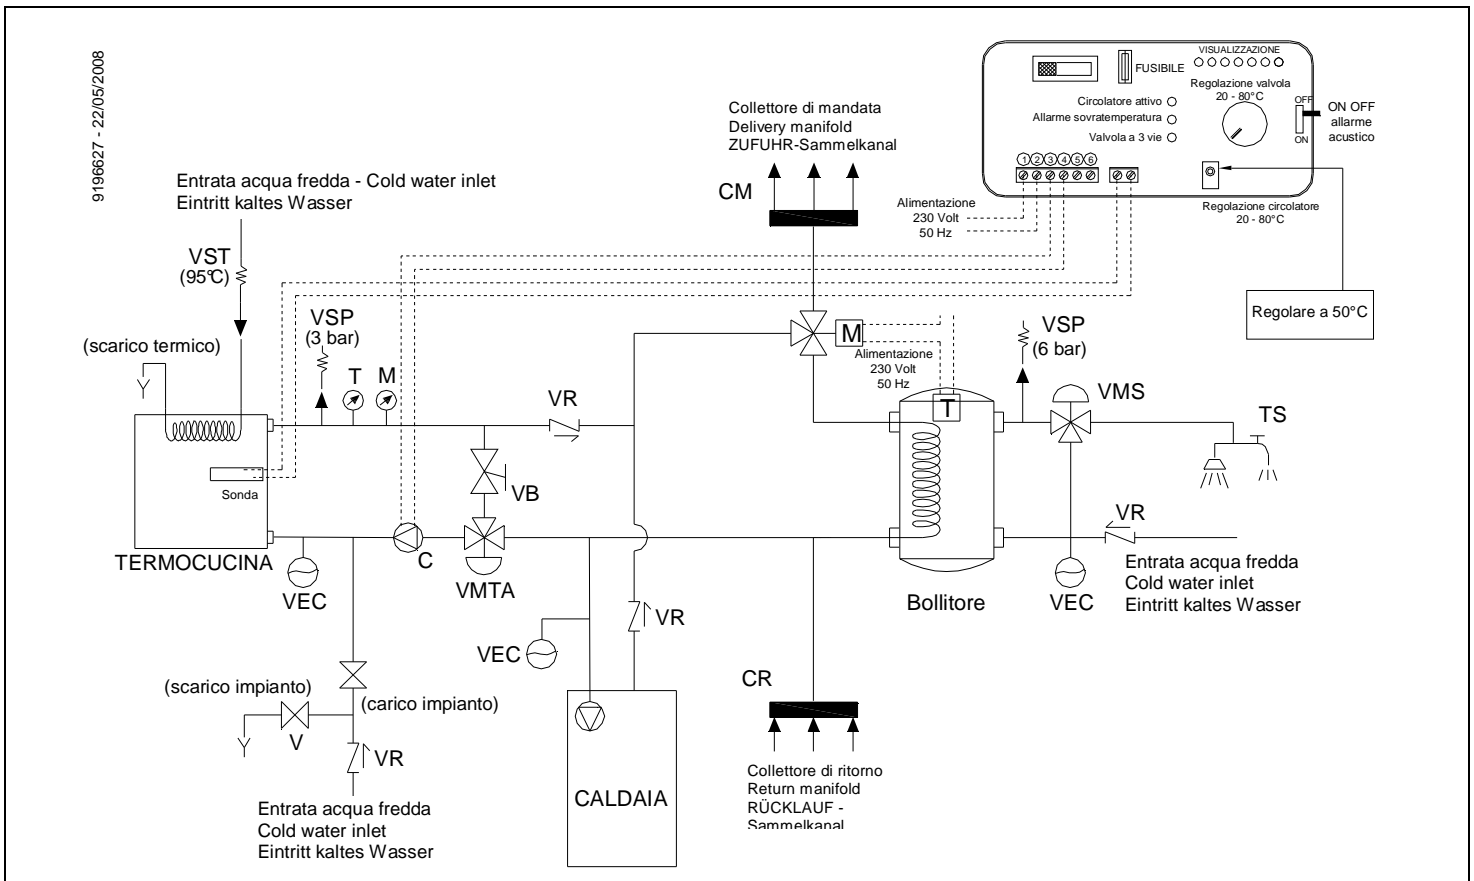 9196627 - 22/05/2008
VISUALIZZAZIONE
FUSIBILE
Regolazione valvola
20 - 80°C
Circolatore attivo
Allarme sovratemperatura
Valvola a 3 vie
OFF
ON
ON OFF
allarme
acustico
1 2 3 4 5 6
Alimentazione
230 Volt
50 Hz
Regolazione circolatore
20 - 80°C
Regolare a 50°C
Collettore di mandata
Delivery manifold
ZUFUHR-Sammelkanal
CM
Entrata acqua fredda - Cold water inlet
Eintritt kaltes Wasser
VST
(95°C)
VSP
(3 bar)
(scarico termico)
T
M
VR
M
Alimentazione
230 Volt
50 Hz
VSP
(6 bar)
VMS
T
TS
Sonda
VB
TERMOCUCINA
C
VMTA
VEC
VR
Entrata acqua fredda
Cold water inlet
Eintritt kaltes Wasser
Bollitore
VEC
VR
VEC
(scarico impianto)
(carico impianto)
V
VR
Entrata acqua fredda
Cold water inlet
Eintritt kaltes Wasser
CALDAIA
CR
Collettore di ritorno
Return manifold
RÜCKLAUF -
Sammelkanal